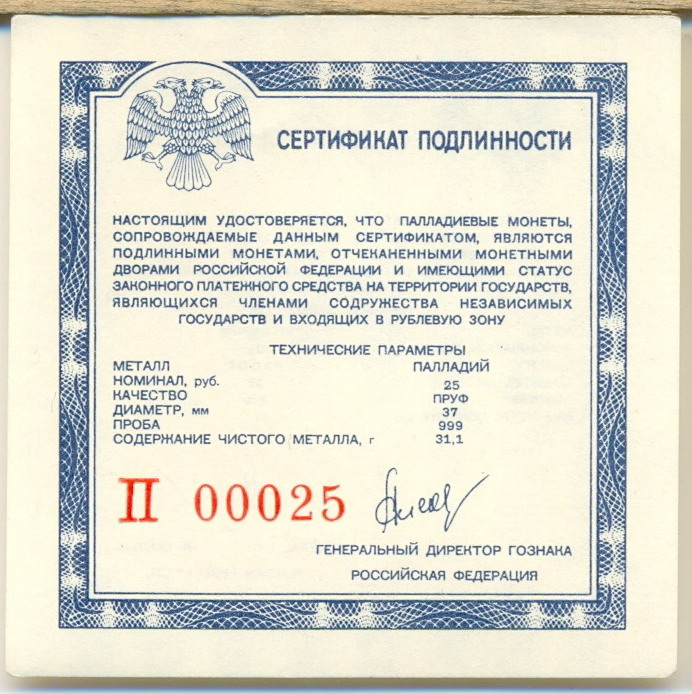 СЕРТИФИКАТ ПОДЛИННОСТИ
НАСТОЯЩИМ УДОСТОВЕРЯЕТСЯ, ЧТО ПАЛЛАДИЕВЫЕ МОНЕТЫ,
СОПРОВОЖДАЕМЫЕ ДАННЫМ СЕРТИФИКАТОМ, ЯВЛЯЮТСЯ
ПОДЛИННЫМИ МОНЕТАМИ, ОТЧЕКАНЕННЫМИ МОНЕТНЫМИ
ДВОРАМИ РОССИЙСКОЙ ФЕДЕРАЦИИ И ИМЕЮЩИМИ СТАТУС
ЗАКОННОГО ПЛАТЕЖНОГО СРЕДСТВА НА ТЕРРИТОРИИ ГОСУДАРСТВ,
ЯВЛЯЮЩИХСЯ ЧЛЕНАМИ СОДРУЖЕСТВА НЕЗАВИСИМЫХ
ГОСУДАРСТВ И ВХОДЯЩИХ В РУБЛЕВУЮ ЗОНУ
ТЕХНИЧЕСКИЕ ПАРАМЕТРЫ
МЕТАЛЛ ПАЛЛАДИЙ
НОМИНАЛ, руб. 25
КАЧЕСТВО ПРУФ
ДИАМЕТР, мм 37
ПРОБА 999
СОДЕРЖАНИЕ ЧИСТОГО МЕТАЛЛА, г 31,1
П 00025
ГЕНЕРАЛЬНЫЙ ДИРЕКТОР ГОЗНАКА
РОССИЙСКАЯ ФЕДЕРАЦИЯ